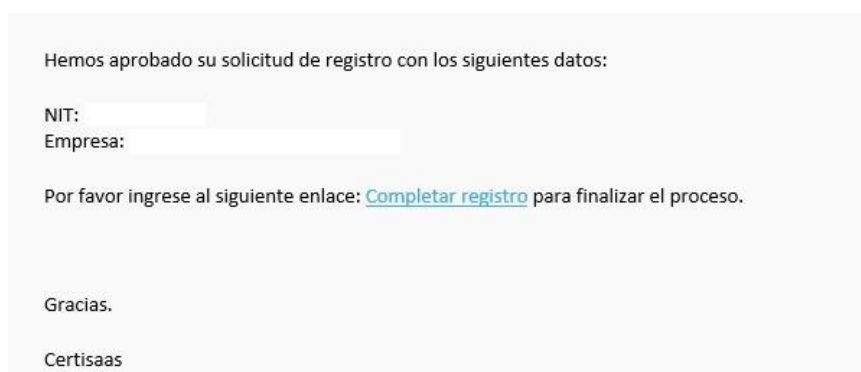 Hemos aprobado su solicitud de registro con los siguientes datos:
NIT:
Empresa:
Por favor ingrese al siguiente enlace: Completar registro para finalizar el proceso.
Gracias.
Certisaas